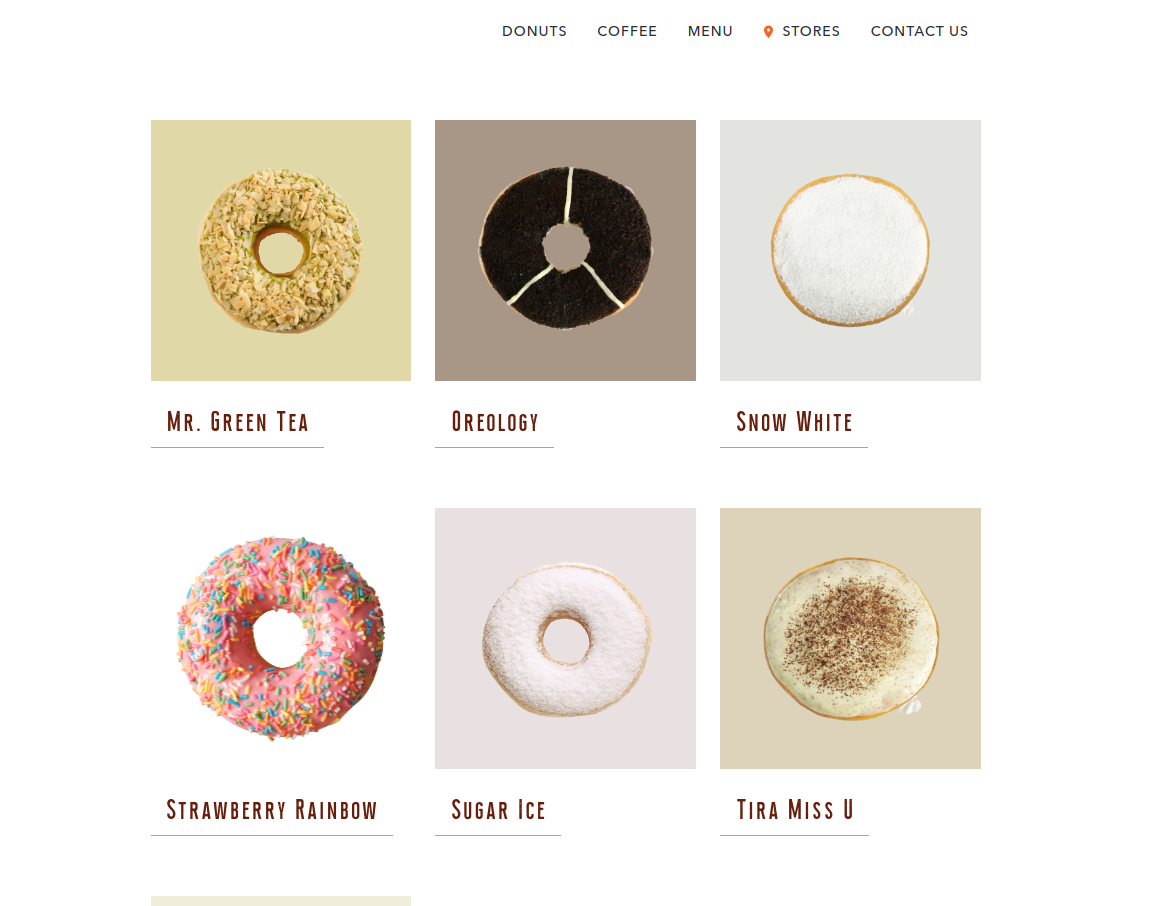 DONUTS COFFEE MENU STORES CONTACT US
Mr. Green Tea Oreology Snow White
Strawberry Rainbow Sugar Ice Tira Miss U